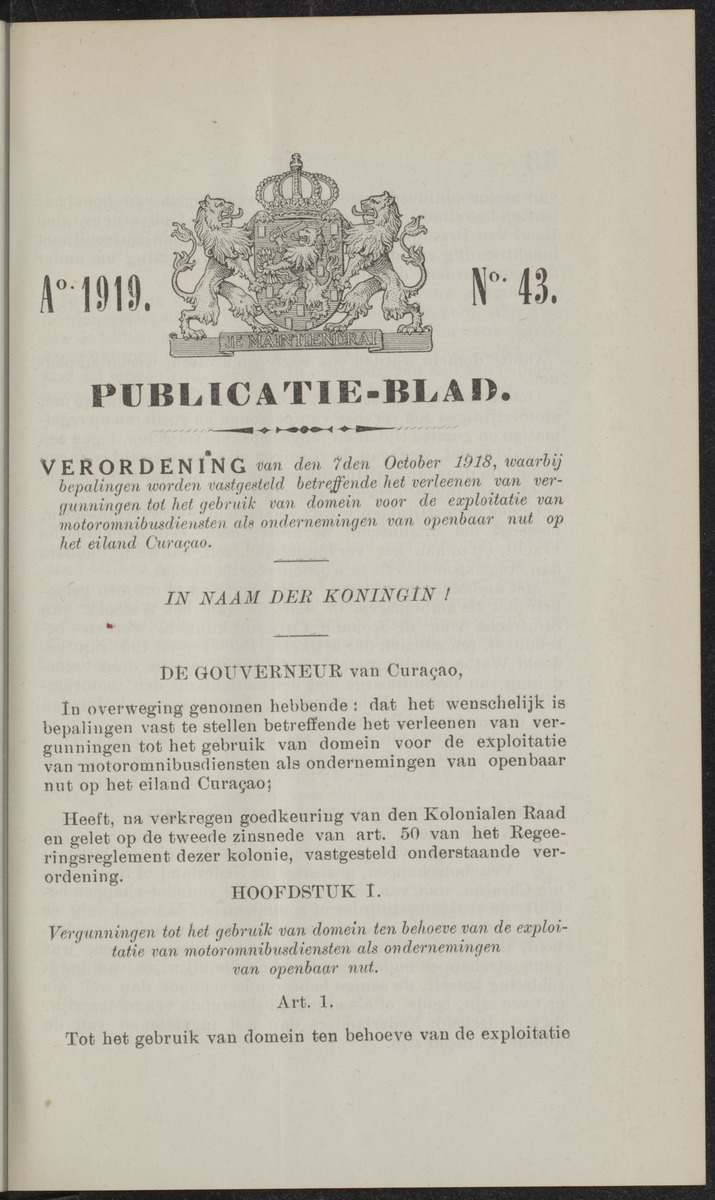 Ao. 1919.
No. 43.
JE MAINTIENDRAI
PUBLICATIE-BLAD.
VERORDENING van den 7den October 1918, waarbij
bepalingen worden vastgesteld betreffende het verleenen van ver-
gunningen tot het gebruik van domein voor de exploitatie van
motoromnibusdiensten als ondernemingen van openbaar nut op
het eiland Curaçao.
IN NAAM DER KONINGIN !
DE GOUVERNEUR van Curaçao,
In overweging genomen hebbende : dat het wenschelijk is
bepalingen vast te stellen betreffende het verleenen van ver-
gunningen tot het gebruik van domein voor de exploitatie
van motoromnibusdiensten als ondernemingen van openbaar
nut op het eiland Curaçao;
Heeft, na verkregen goedkeuring van den Kolonialen Raad
en gelet op de tweede zinsnede van art. 50 van het Regee-
ringsreglement dezer kolonie, vastgesteld onderstaande ver-
ordening.
HOOFDSTUK I.
Vergunningen tot het gebruik van domein ten behoeve van de exploi-
tatie van motoromnibusdiensten als ondernemingen
van openbaar nut.
Art. 1.
Tot het gebruik van domein ten behoeve van de exploitatie